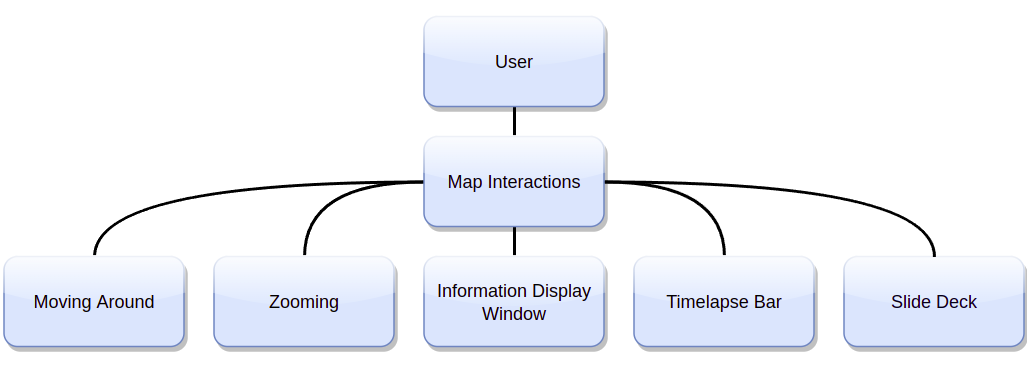 User
Map Interactions
Moving Around
Zooming
Information Display
Window
Timelapse Bar
Slide Deck